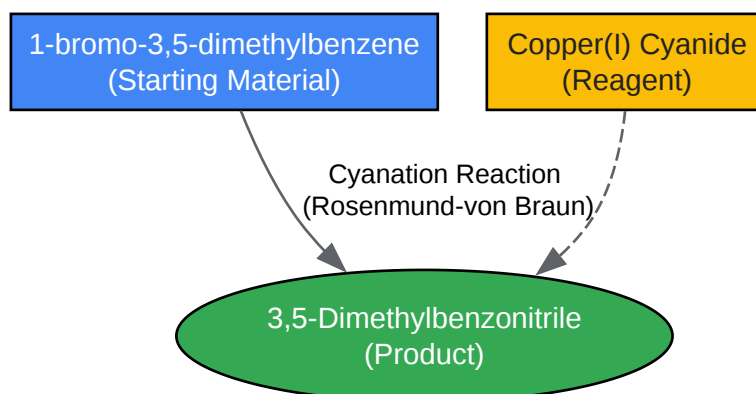 1-bromo-3,5-dimethylbenzene
(Starting Material)
Copper(I) Cyanide
(Reagent)
Cyanation Reaction
(Rosenmund-von Braun)
3,5-Dimethylbenzonitrile
(Product)